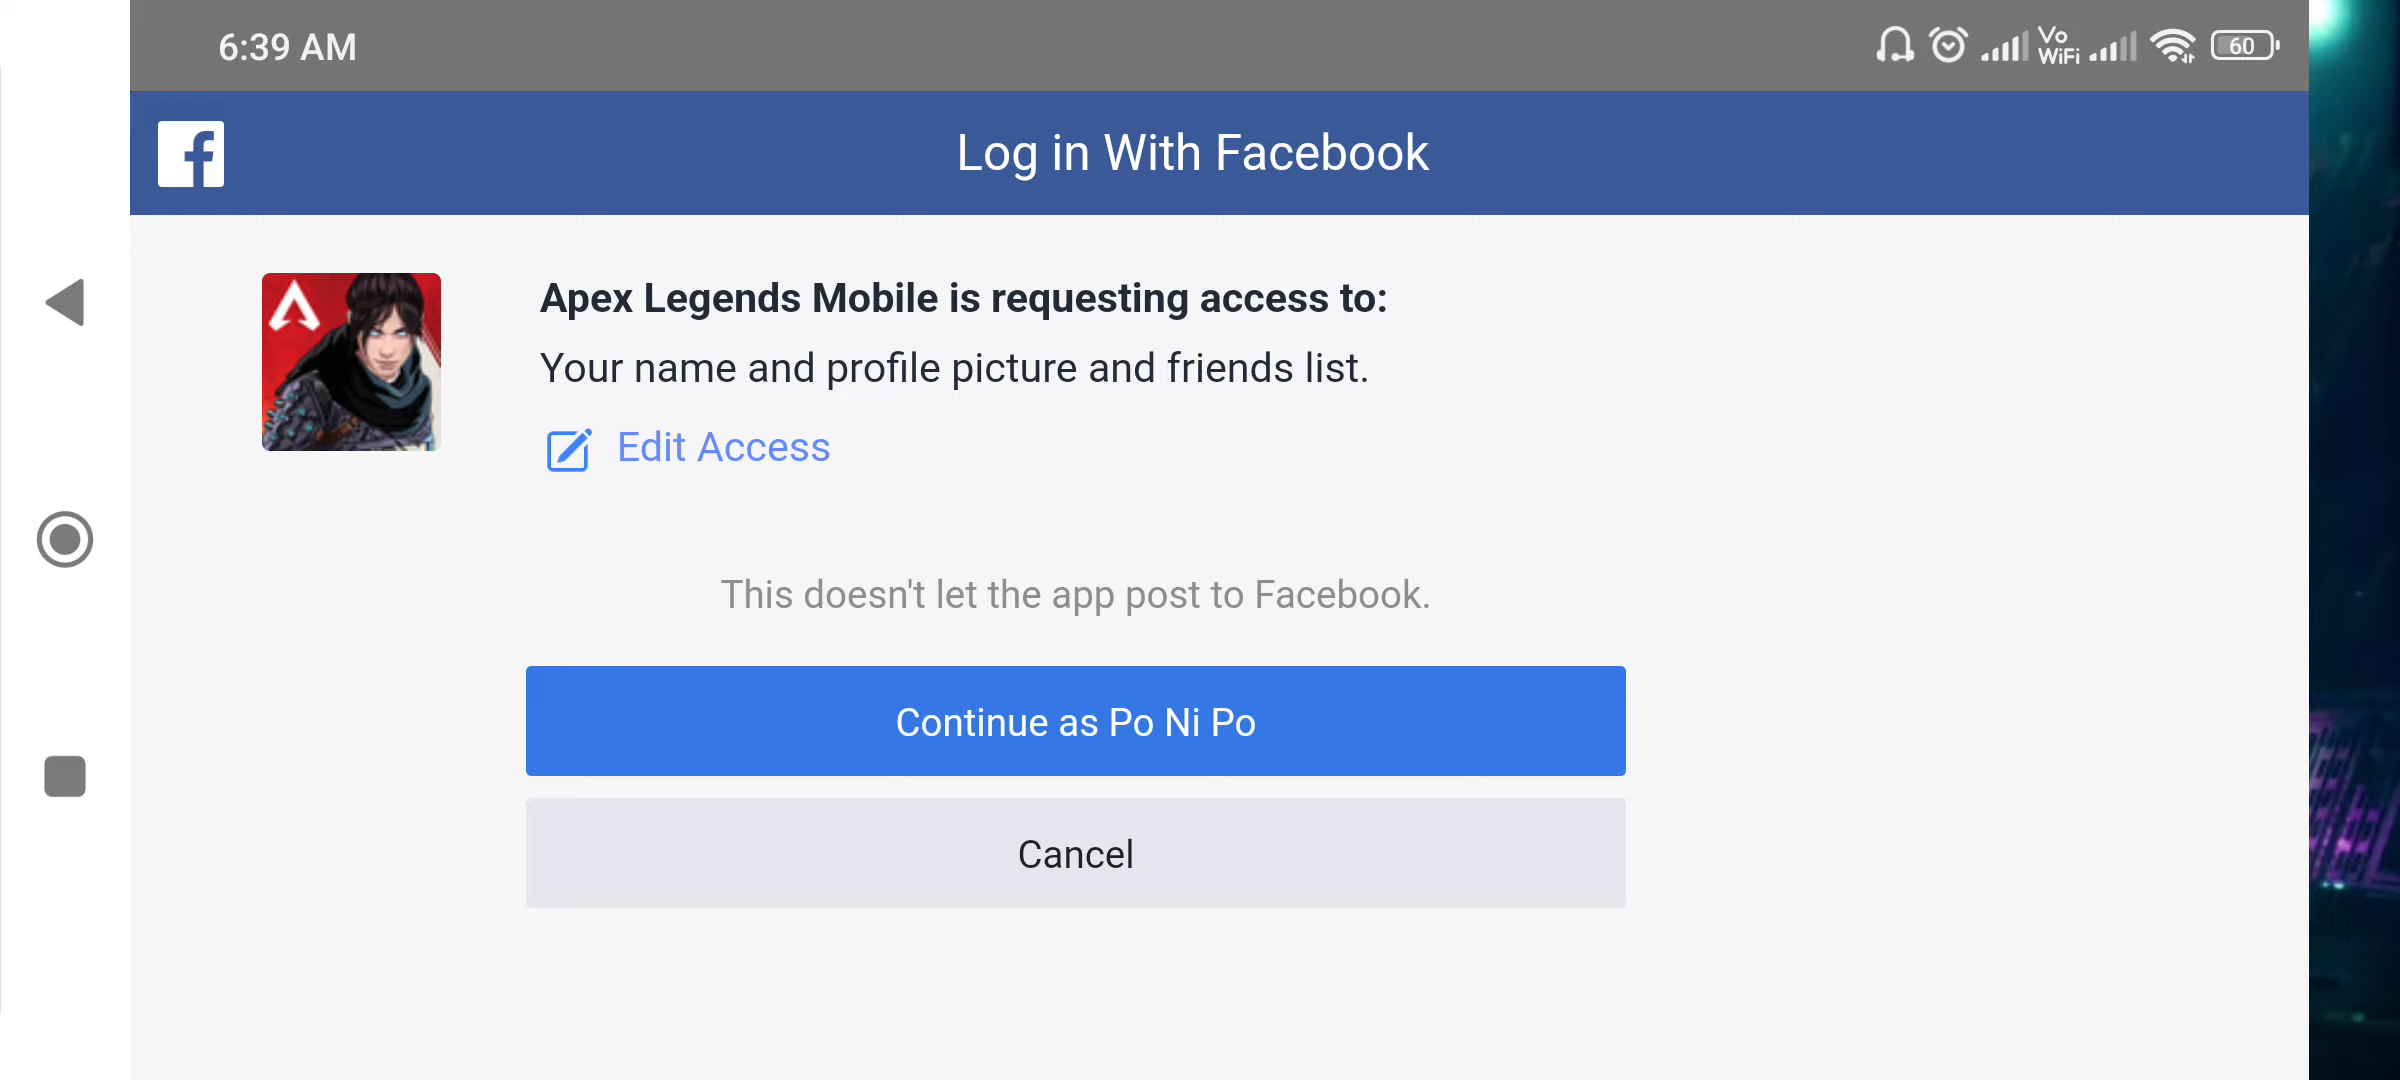 6:39 AM
Vo
WiFi
60
Log in With Facebook
Apex Legends Mobile is requesting access to:
Your name and profile picture and friends list.
Edit Access
This doesn't let the app post to Facebook.
Continue as Po Ni Po
Cancel